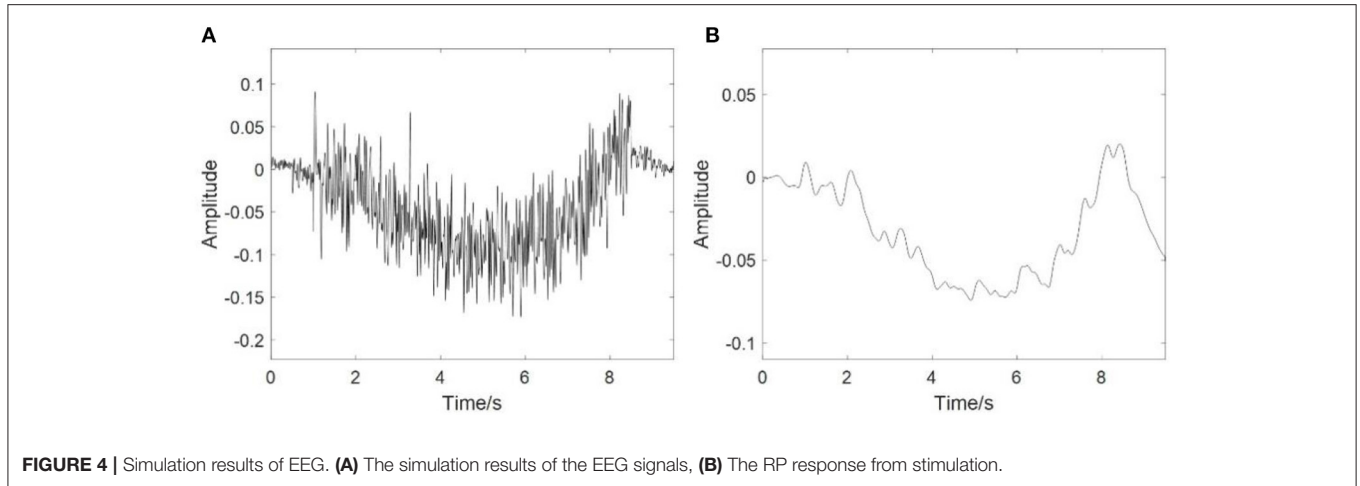 A
B
0.1
0.05
0
-0.05
-0.1
-0.15
-0.2
Amplitude
0 2 4 6 8
Time/s
0.05
0
-0.05
-0.1
Amplitude
0 2 4 6 8
Time/s
FIGURE 4 | Simulation results of EEG. (A) The simulation results of the EEG signals, (B) The RP response from stimulation.